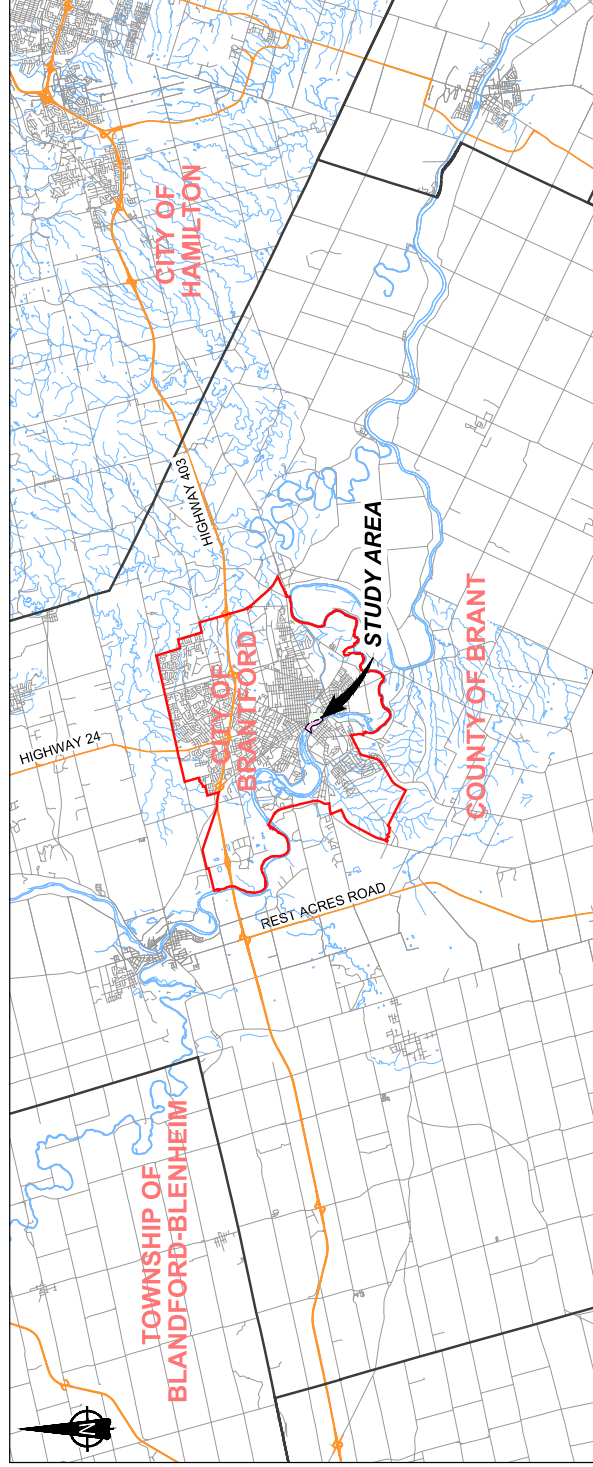 CITY OF
HAMILTON
HIGHWAY 403
STUDY AREA
CITY OF
BRANTFORD
COUNTY OF BRANT
HIGHWAY 24
REST ACRES ROAD
TOWNSHIP OF
BLANDFORD-BLENHEIM
N